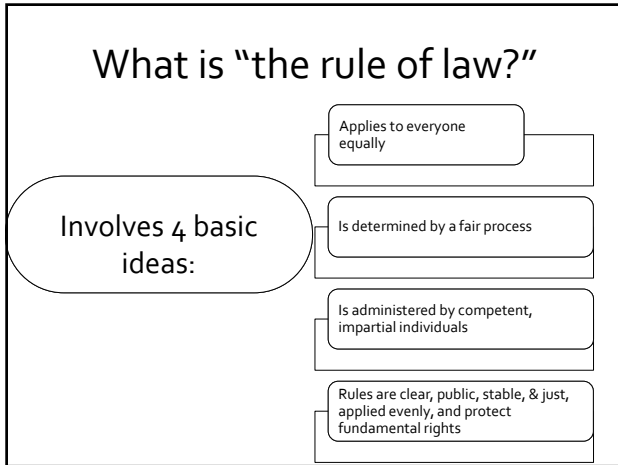 What is “the rule of law?”
Involves 4 basic
ideas:
Applies to everyone
equally
Is determined by a fair process
Is administered by competent,
impartial individuals
Rules are clear, public, stable, & just,
applied evenly, and protect
fundamental rights